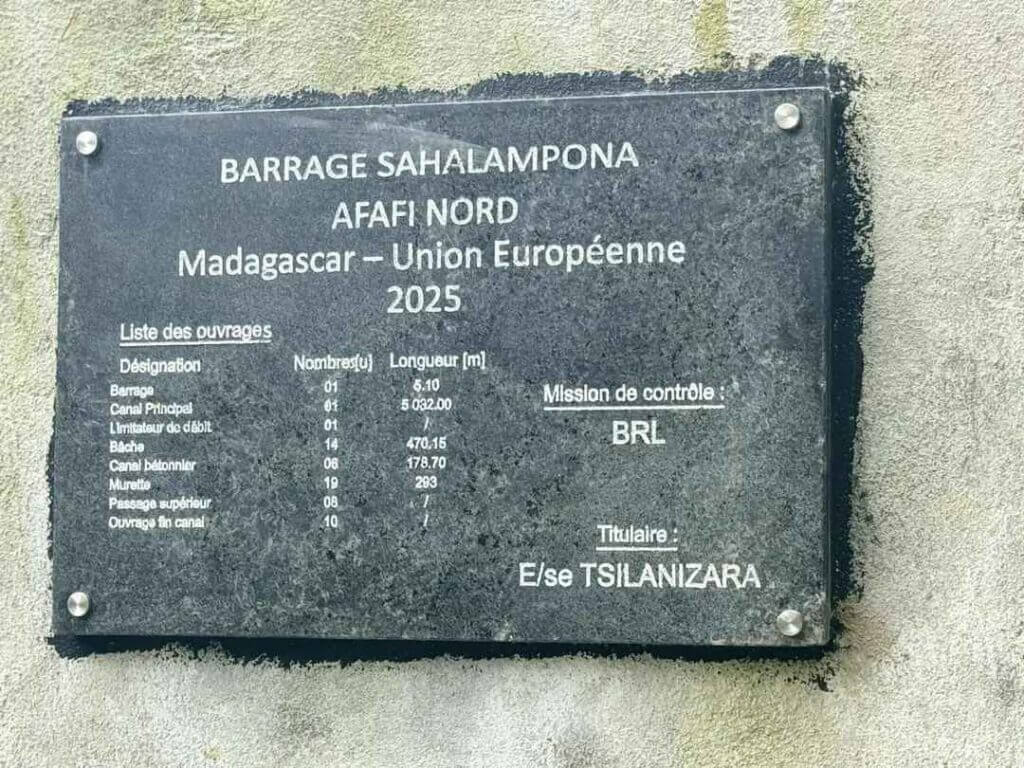 BARRAGE SAHALAMPONA
AFAFI NORD
Madagascar – Union Européenne
2025
Liste des ouvrages
Désignation Nombres(u) Longueur [m]
Barrage 01 5.10
Canal Principal 01 5 032.00
Limitateur de débit 01 /
Bâche 14 470.15
Canal bétonnier 06 178.70
Murette 19 293
Passage supérieur 08 /
Ouvrage fin canal 10 /
Mission de contrôle :
BRL
Titulaire :
E/se TSILANIZARA